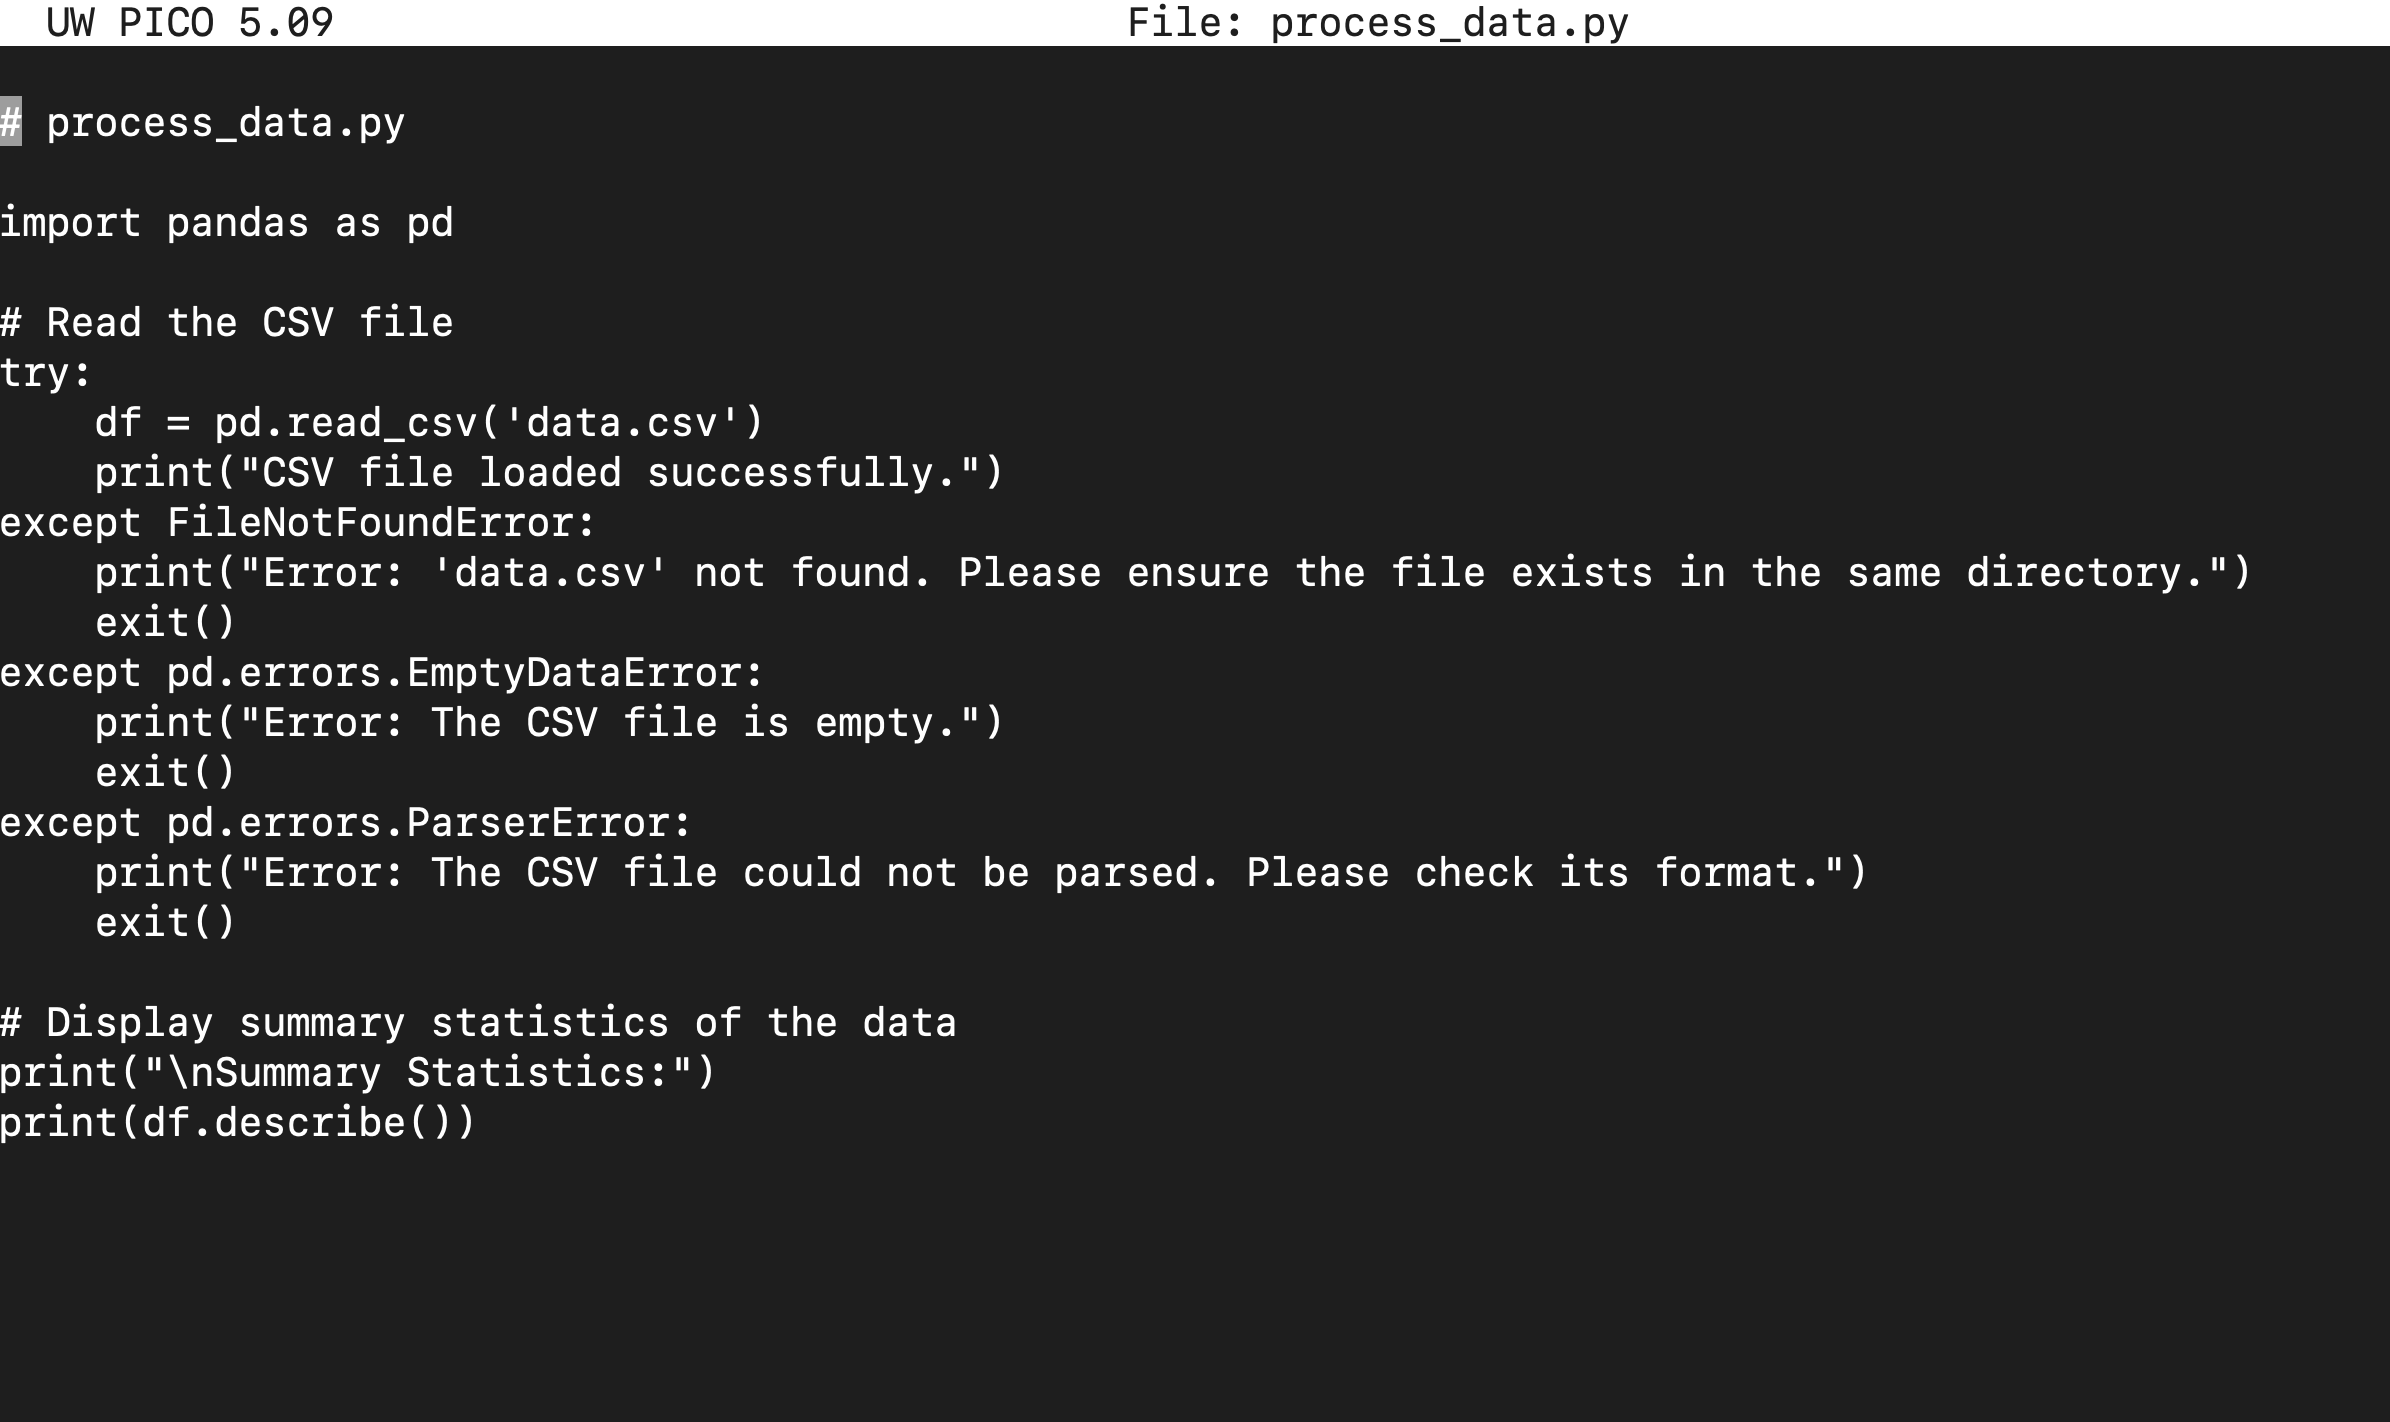 UW PICO 5.09 File: process_data.py
# process_data.py
import pandas as pd
# Read the CSV file
try:
    df = pd.read_csv('data.csv')
    print("CSV file loaded successfully.")
except FileNotFoundError:
    print("Error: 'data.csv' not found. Please ensure the file exists in the same directory.")
    exit()
except pd.errors.EmptyDataError:
    print("Error: The CSV file is empty.")
    exit()
except pd.errors.ParserError:
    print("Error: The CSV file could not be parsed. Please check its format.")
    exit()
# Display summary statistics of the data
print("\nSummary Statistics:")
print(df.describe())